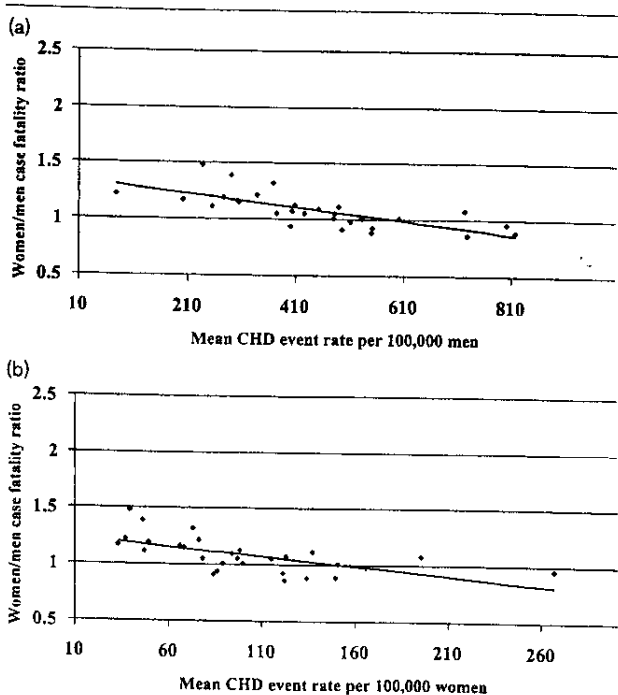 (a)
Women/men case fatality ratio
2.5
2
1.5
1
0.5
10 210 410 610 810
Mean CHD event rate per 100,000 men
(b)
Women/men case fatality ratio
2.5
2
1.5
1
0.5
10 60 110 160 210 260
Mean CHD event rate per 100,000 women